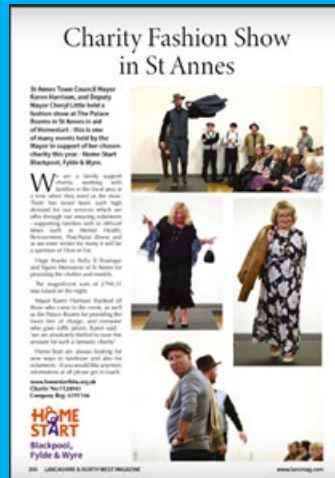 Charity Fashion Show
in St Annes
St Annes Town Council Mayor
Karen Harrison, and Deputy
Mayor Cheryl Little held a
fashion show at The Palace
Rooms in St Annes in aid
of Homestart - this is one
of many events held by the
Mayor in support of her chosen
charity this year - Home-Start
Blackpool, Fylde & Wyre.
We are a family support
charity working with
families in the local area at
a time when they need us the most.
There has never been such high
demand for our services which we
offer through our amazing volunteers
- supporting families with in difficult
times such as Mental Health,
Bereavement, Post-Natal illness and
as we enter winter for many it will be
a question of Heat or Eat.
Huge thanks to Bella B Boutique
and Squire Menswear of St Annes for
providing the clothes and models.
The magnificent sum of
was raised on the night.
Mayor Karen Harrison thanked all
those who came to the event, as well
as the Palace Rooms for providing the
room free of charge, and everyone
who gave raffle prizes. Karen said -
'we are absolutely thrilled to raise this
amount for such a fantastic charity'
Home-Start are always looking for
new ways to fundraise and also for
volunteers - if you would like any more
information at all please get in touch.
www.homestartbfw.org.uk
Charity No:1124943
Company Reg:
HOME
START
Blackpool,
Fylde & Wyre
200 LANCASHIRE & NORTH WEST MAGAZINE
www.lancmag.com